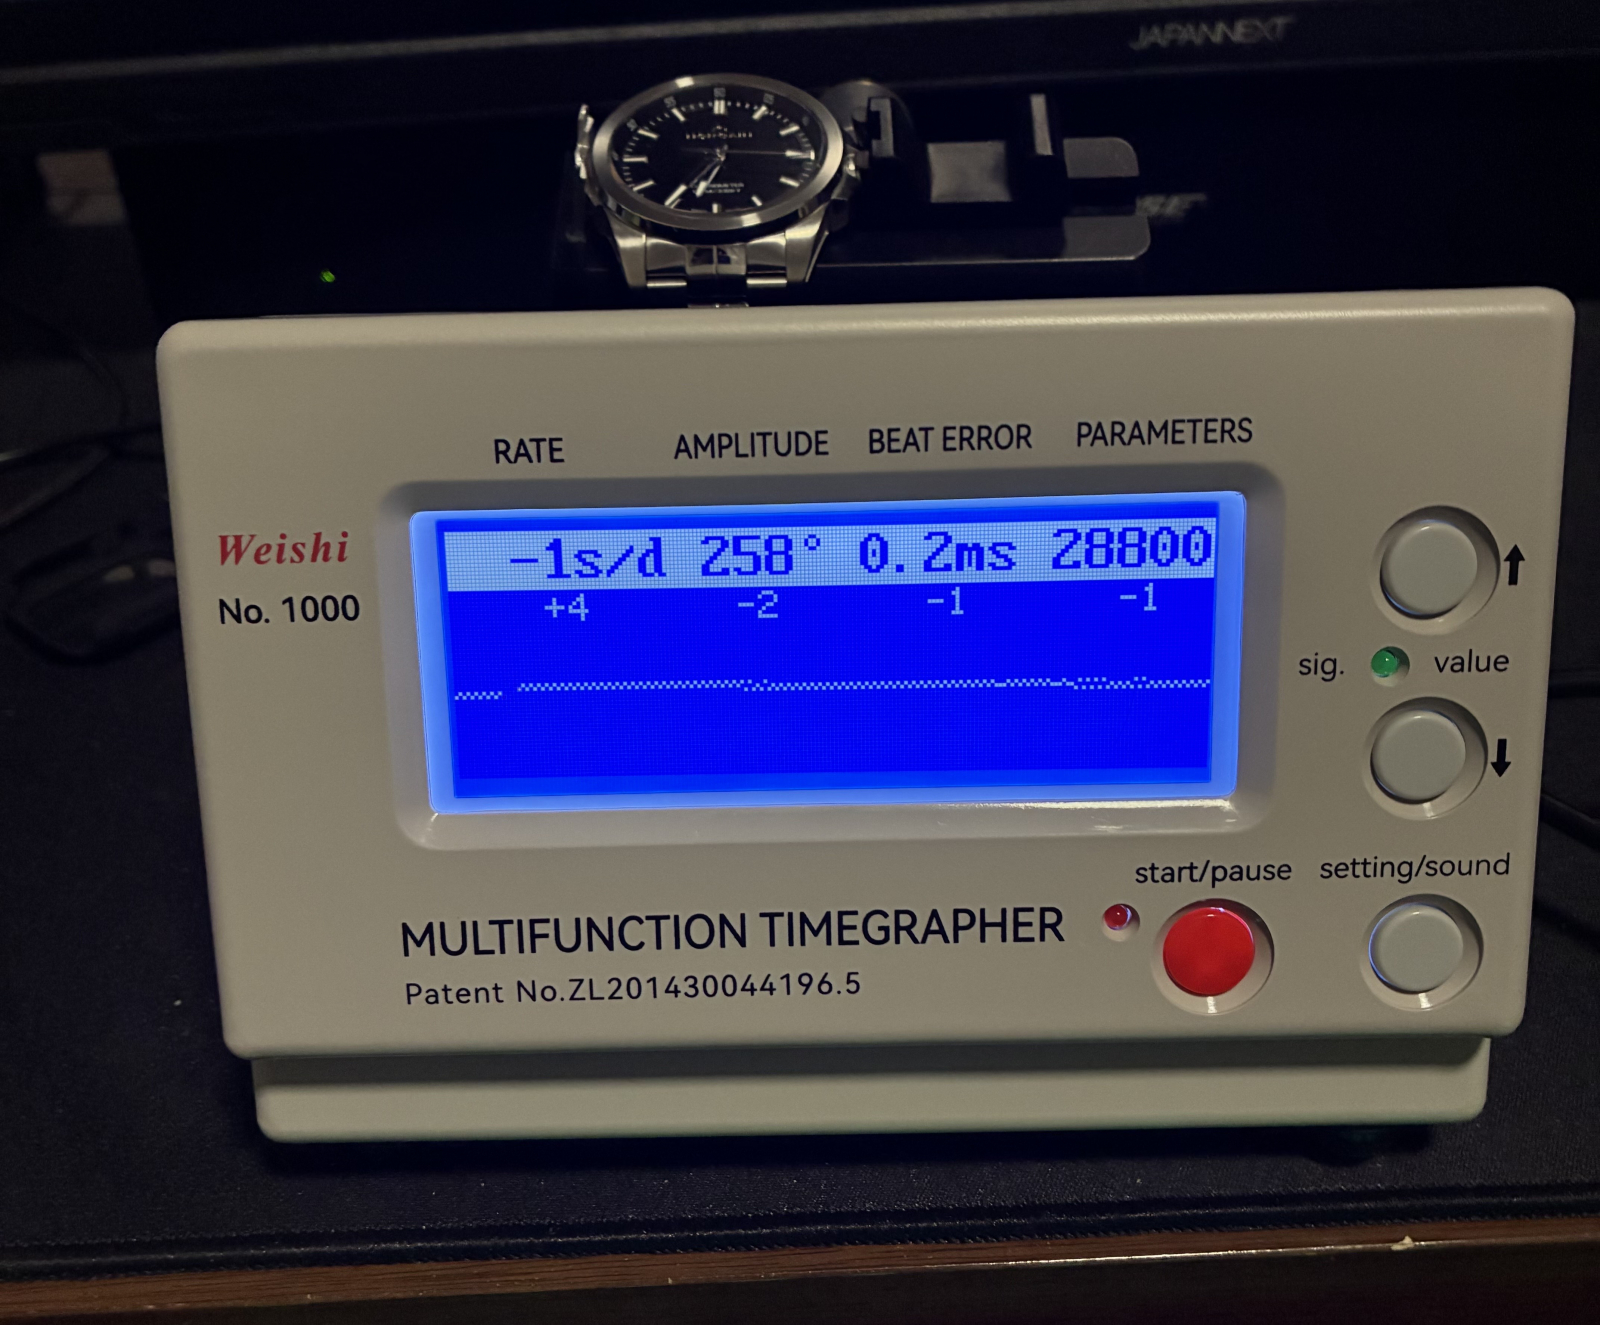 JAPANNEXT
RATE AMPLITUDE BEAT ERROR PARAMETERS
-1s/d 258° 0.2ms 28800
+4 -2 -1 -1
Weishi
No. 1000
sig. value
start/pause setting/sound
MULTIFUNCTION TIMEGRAPHER
Patent No.ZL201430044196.5